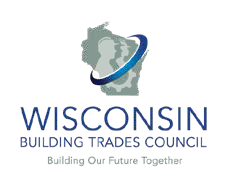 WISCONSIN
BUILDING TRADES COUNCIL
Building Our Future Together